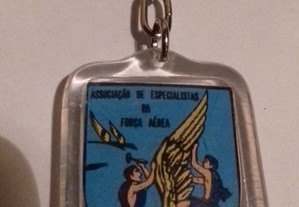 ASSOCIAÇÃO DE ESPECIALISTAS
DA
FORÇA AÉREA